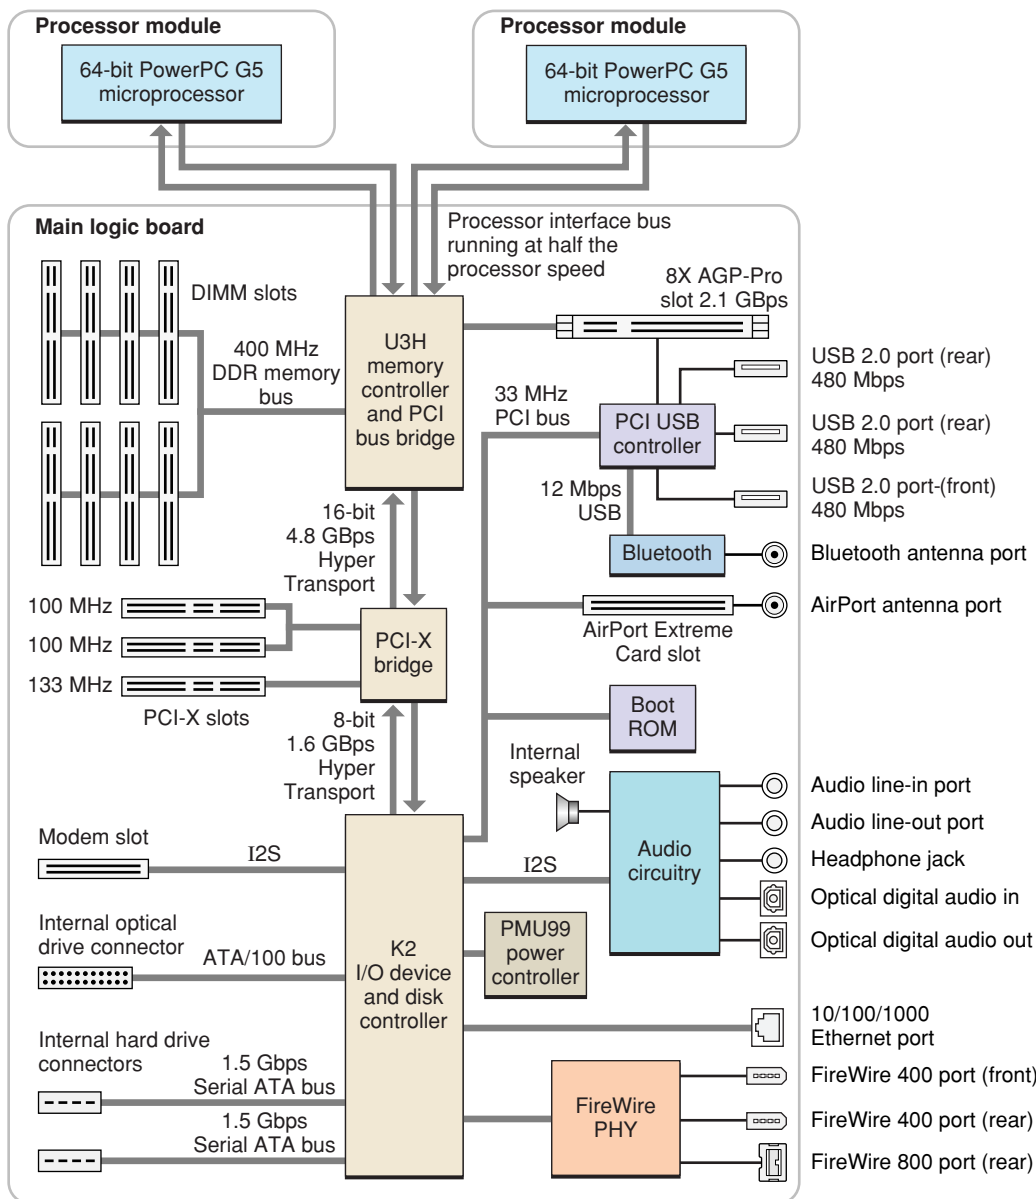 Processor module
64-bit PowerPC G5
microprocessor
Processor module
64-bit PowerPC G5
microprocessor
Main logic board
Processor interface bus
running at half the
processor speed
DIMM slots
8X AGP-Pro
slot 2.1 GBps
400 MHz
DDR memory
bus
U3H
memory
controller
and PCI
bus bridge
33 MHz
PCI bus
PCI USB
controller
USB 2.0 port (rear)
480 Mbps
USB 2.0 port (rear)
480 Mbps
USB 2.0 port-(front)
480 Mbps
12 Mbps
USB
Bluetooth
Bluetooth antenna port
16-bit
4.8 GBps
Hyper
Transport
100 MHz
100 MHz
133 MHz
PCI-X slots
PCI-X
bridge
AirPort Extreme
Card slot
AirPort antenna port
8-bit
1.6 GBps
Hyper
Transport
Boot
ROM
Internal
speaker
Audio
circuitry
Audio line-in port
Audio line-out port
Headphone jack
Optical digital audio in
Optical digital audio out
Modem slot
I2S
I2S
Internal optical
drive connector
ATA/100 bus
K2
I/O device
and disk
controller
PMU99
power
controller
10/100/1000
Ethernet port
Internal hard drive
connectors
1.5 Gbps
Serial ATA bus
1.5 Gbps
Serial ATA bus
FireWire
PHY
FireWire 400 port (front)
FireWire 400 port (rear)
FireWire 800 port (rear)